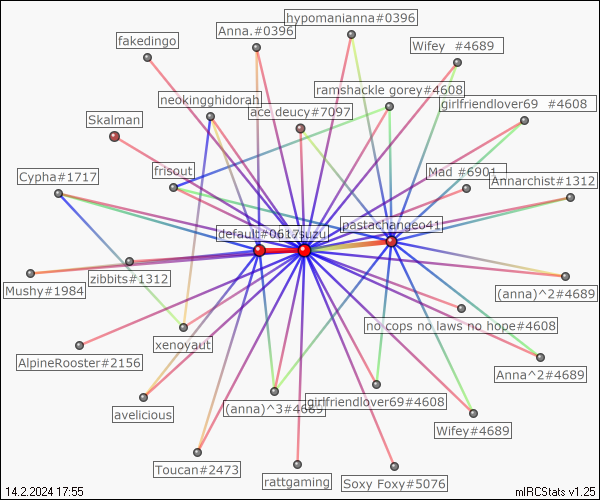 hypomanianna#0396
Anna.#0396
fakedingo
Wifey #4689
ramshackle gorey#4608
neokingghidorah
girlfriendlover69 #4608
ace deucy#7097
Skalman
Mad #6901
frisout
Cypha#1717
Annarchist#1312
pastachange041
default#0617
suzu
zibbits#1312
Mushy#1984
(anna)^2#4689
no cops no laws no hope#4608
xenoyaut
AlpineRooster#2156
Anna^2#4689
(anna)^3#4689
girlfriendlover69#4608
avelicious
Wifey#4689
Toucan#2473
rattgaming
Soxy Foxy#5076
14.2.2024 17:55
mIRCStats v1.25